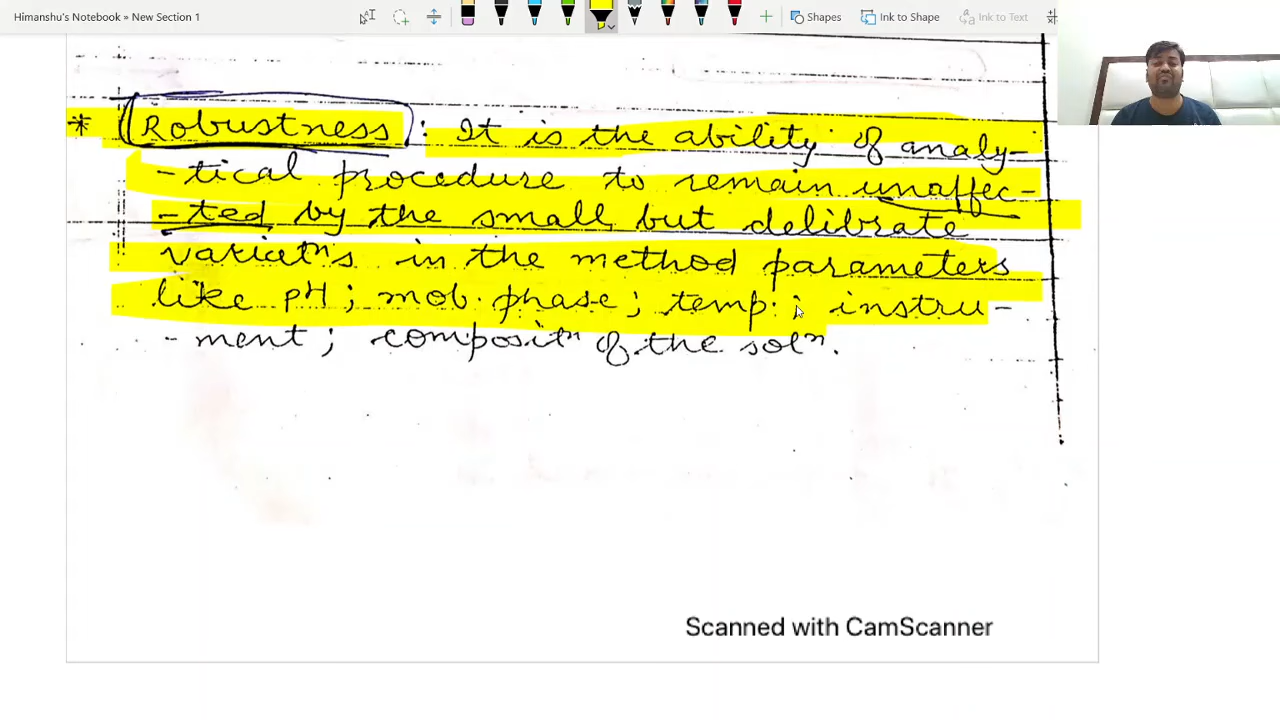 Himanshu's Notebook » New Section 1
Shapes
Ink to Shape
Ink to Text
* Robustness : It is the ability of analy-
-tical procedure to remain unaffec-
-ted by the small but delibrate
variatⁿs in the method parameters
like pH ; mob. phase ; temp. ; instru-
-ment ; compositⁿ of the solⁿ.
Scanned with CamScanner